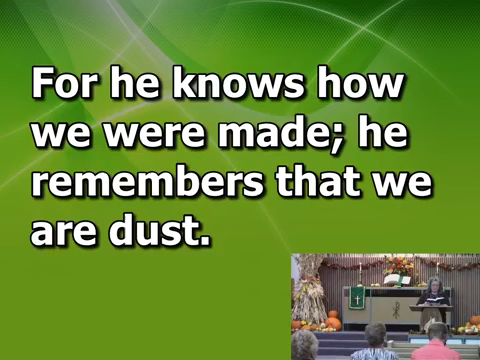 For he knows how
we were made; he
remembers that we
are dust.